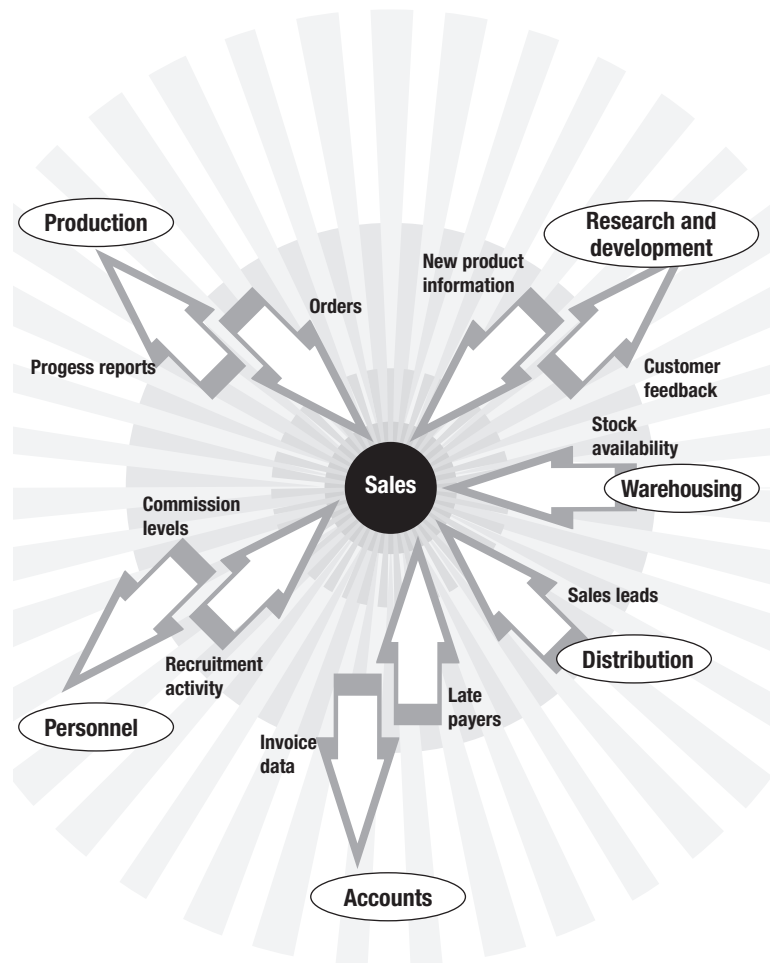 Production
Research and
development
New product
information
Orders
Progess reports
Customer
feedback
Stock
availability
Sales
Warehousing
Commission
levels
Sales leads
Distribution
Recruitment
activity
Late
payers
Personnel
Invoice
data
Accounts